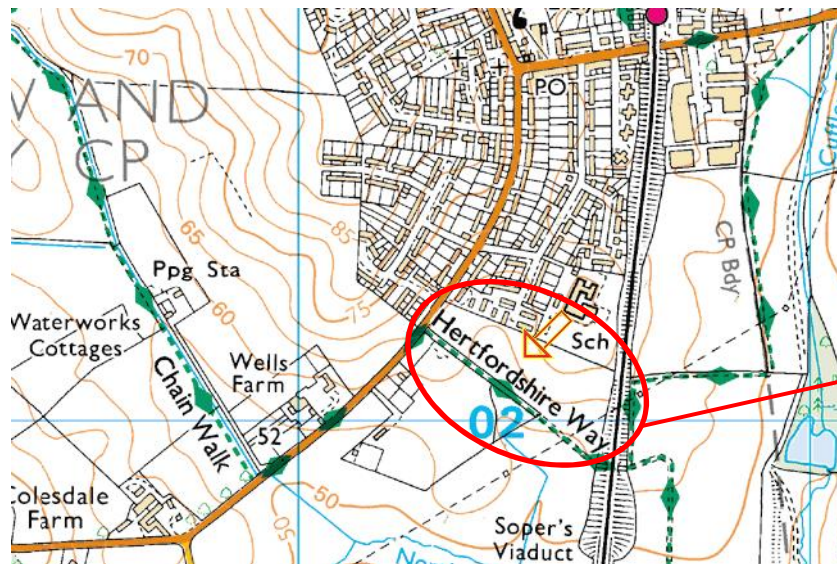 70
AND
CP
PO
Ppg Sta
65
85
CP Bdy
60
75
Waterworks
Cottages
Hertfordshire Way
Sch
Wells
Farm
Chain Walk
02
52
50
Colesdale
Farm
50
Soper's
Viaduct